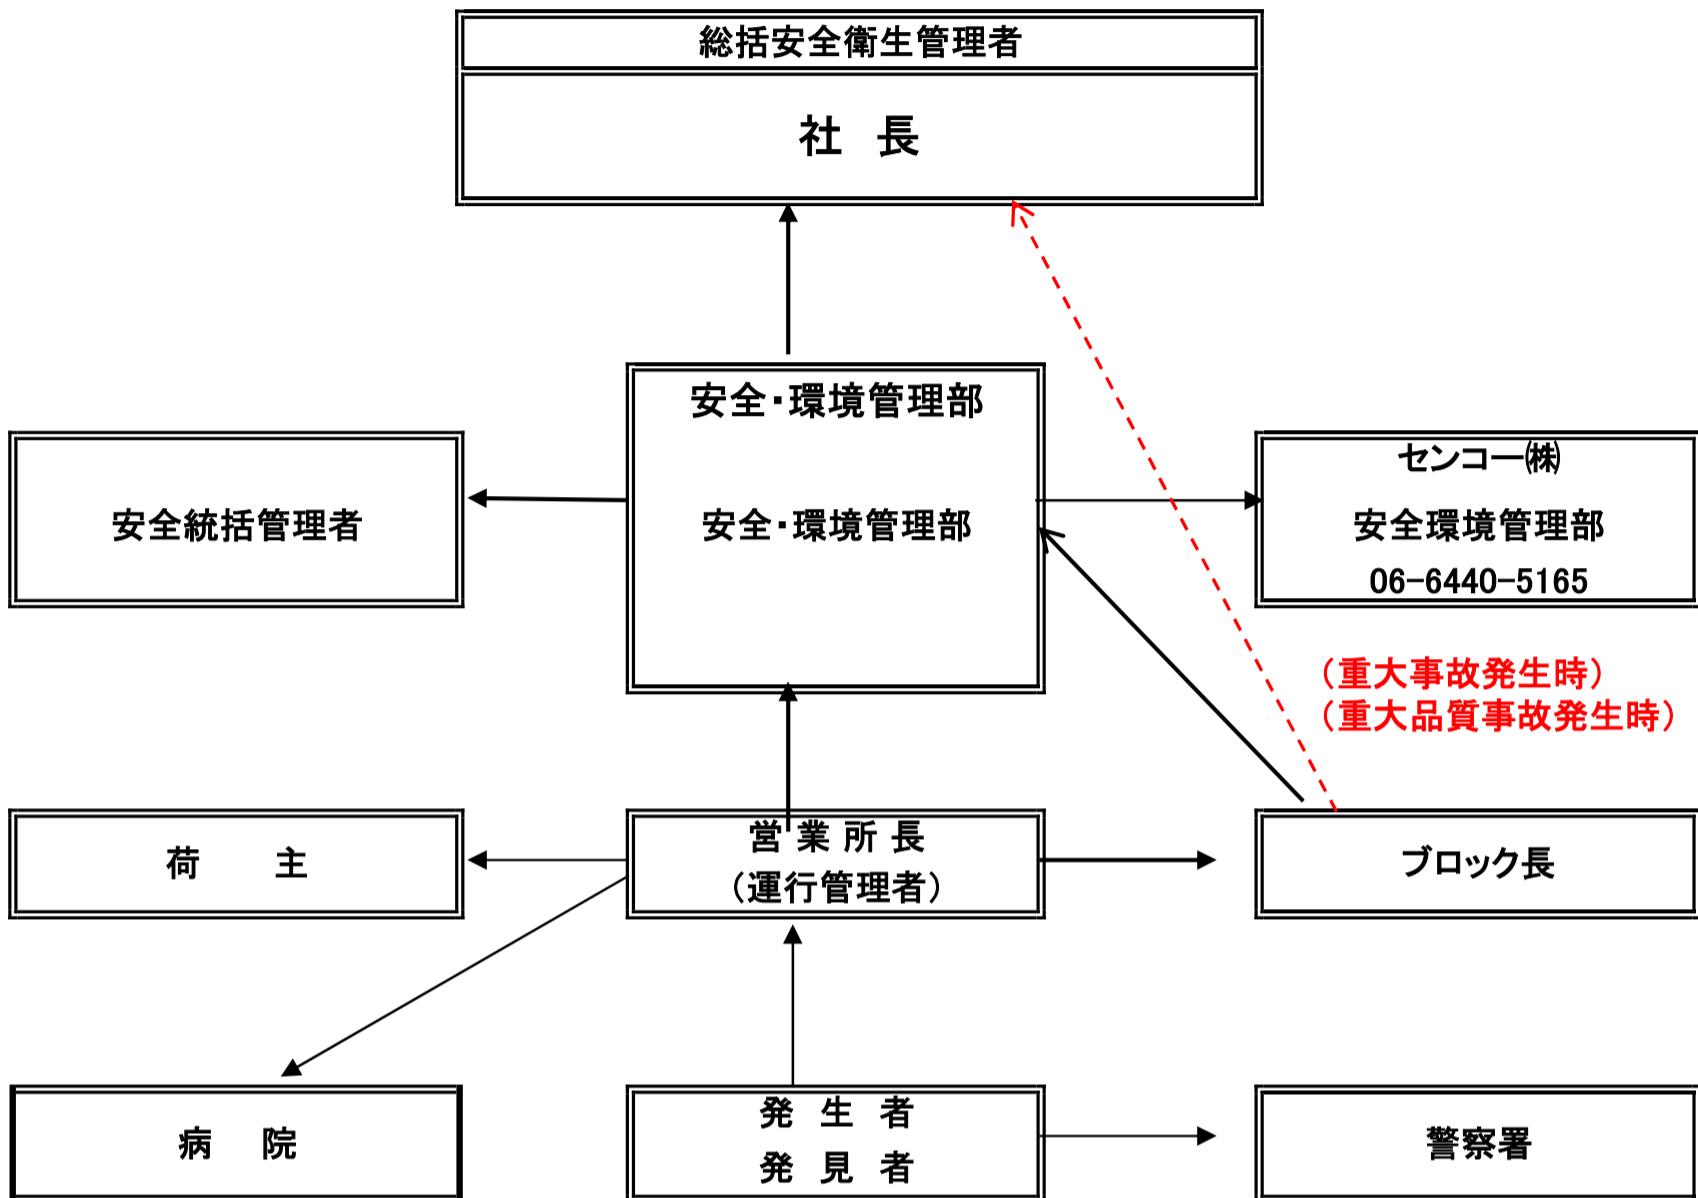 総括安全衛生管理者
社 長
安全・環境管理部
安全・環境管理部
安全統括管理者
センコー㈱
安全環境管理部
06-6440-5165
（重大事故発生時）
（重大品質事故発生時）
荷 主
営 業 所 長
（運行管理者）
ブロック長
病 院
発 生 者
発 見 者
警察署